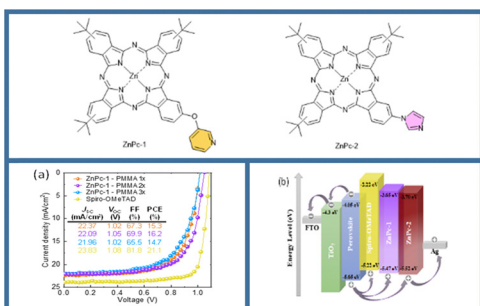 N
N
N
N
Zn
N
N
N
N
O
N
ZnPc-1
N
N
N
N
Zn
N
N
N
N
N
N
ZnPc-2
(a)
ZnPc-1 - PMMA 1x
ZnPc-1 - PMMA 2x
ZnPc-1 - PMMA 3x
Spiro-OMeTAD
JSC VOC FF PCE
(mA/cm²) (V) (%) (%)
22.37 1.02 67.3 15.3
22.09 1.05 69.9 16.2
21.96 1.02 65.5 14.7
81.8 21.1
Current density (mA/cm²)
0
5
10
15
20
25
0.0 0.2 0.4 0.6 0.8 1.0
Voltage (V)
(b)
Energy Level (eV)
FTO
TiO₂
Perovskite
Spiro-OMeTAD
ZnPc-1
ZnPc-2
Ag